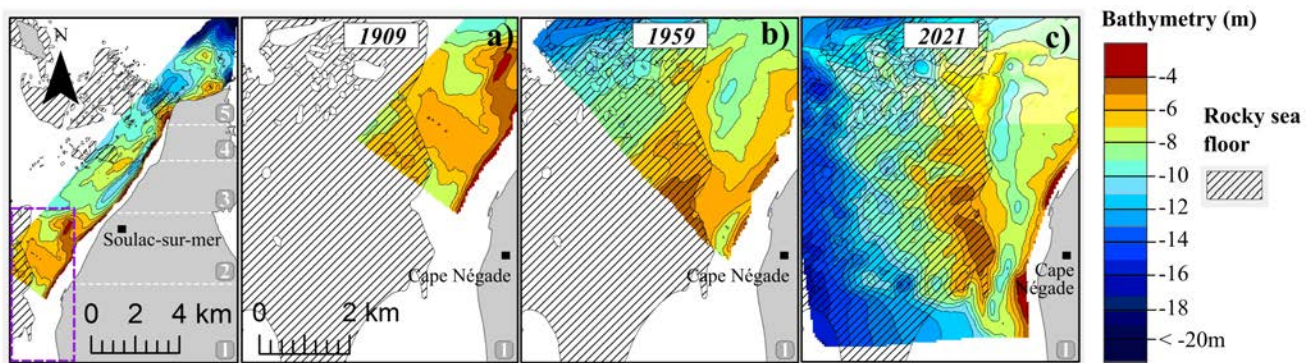 N
Soulac-sur-mer
0 2 4 km
5
4
3
2
1
1909
a)
Cape Négade
0 2 km
1959
b)
Cape Négade
1
2021
c)
Cape
Négade
1
Bathymetry (m)
-4
-6
-8
-10
-12
-14
-16
-18
< -20m
Rocky sea
floor